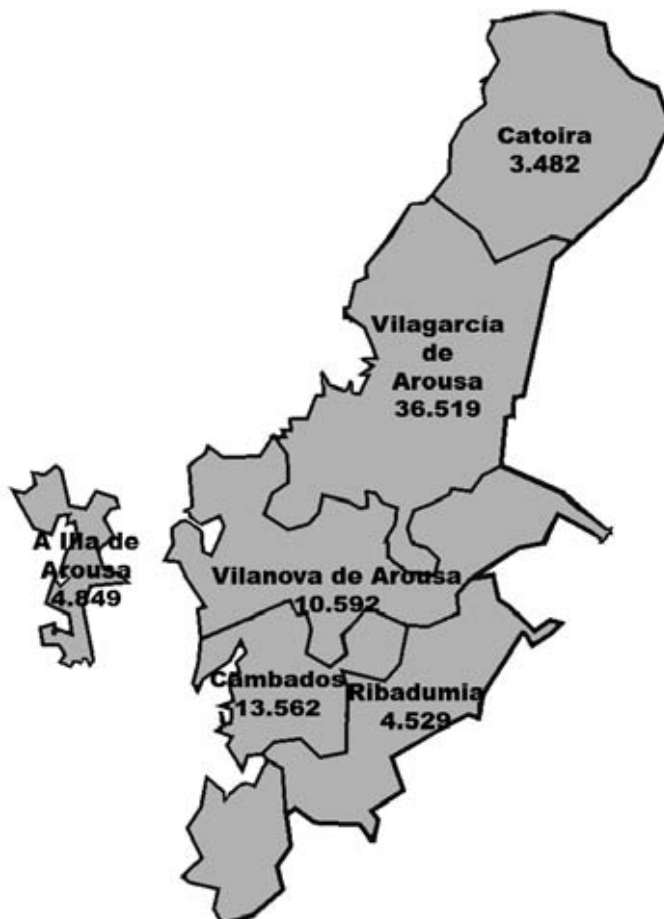 Catoira
3.482
Vilagarcía
de
Arousa
36.519
A Illa de
Arousa
4.849
Vilanova de Arousa
10.592
Cambados
13.562
Ribadumia
4.529